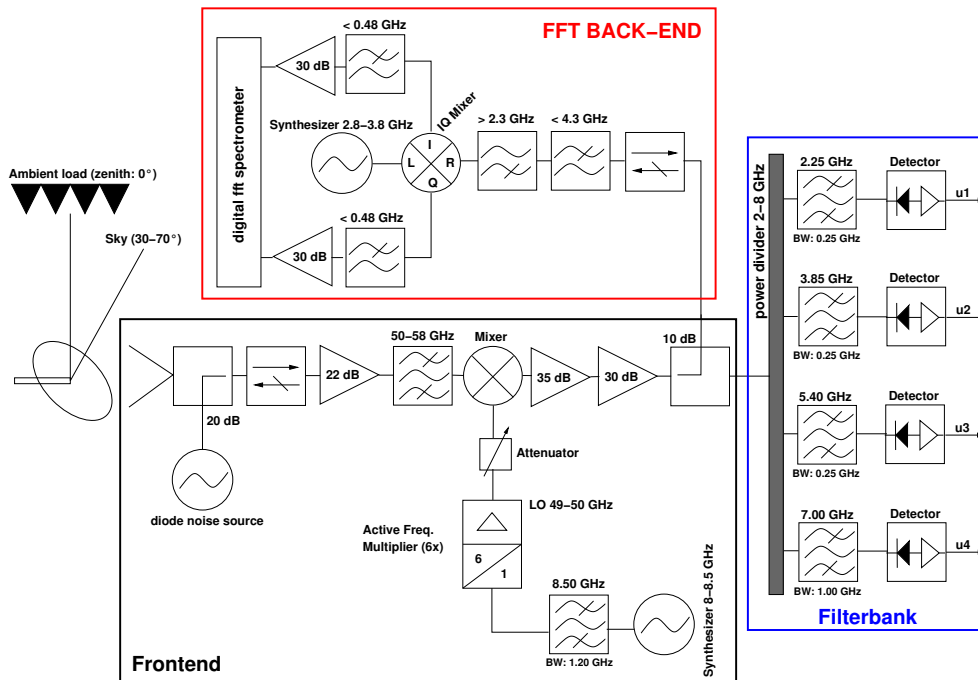 FFT BACK–END
< 0.48 GHz
30 dB
digital fft spectrometer
Synthesizer 2.8–3.8 GHz
IQ Mixer
I
L
R
Q
> 2.3 GHz
< 4.3 GHz
< 0.48 GHz
30 dB
Ambient load (zenith: 0°)
Sky (30–70°)
50–58 GHz
Mixer
10 dB
22 dB
35 dB
30 dB
20 dB
diode noise source
Attenuator
LO 49–50 GHz
Active Freq.
Multiplier (6x)
6
1
8.50 GHz
BW: 1.20 GHz
Synthesizer 8–8.5 GHz
Frontend
power divider 2–8 GHz
2.25 GHz
Detector
u1
BW: 0.25 GHz
3.85 GHz
Detector
u2
BW: 0.25 GHz
5.40 GHz
Detector
u3
BW: 0.25 GHz
7.00 GHz
Detector
u4
BW: 1.00 GHz
Filterbank